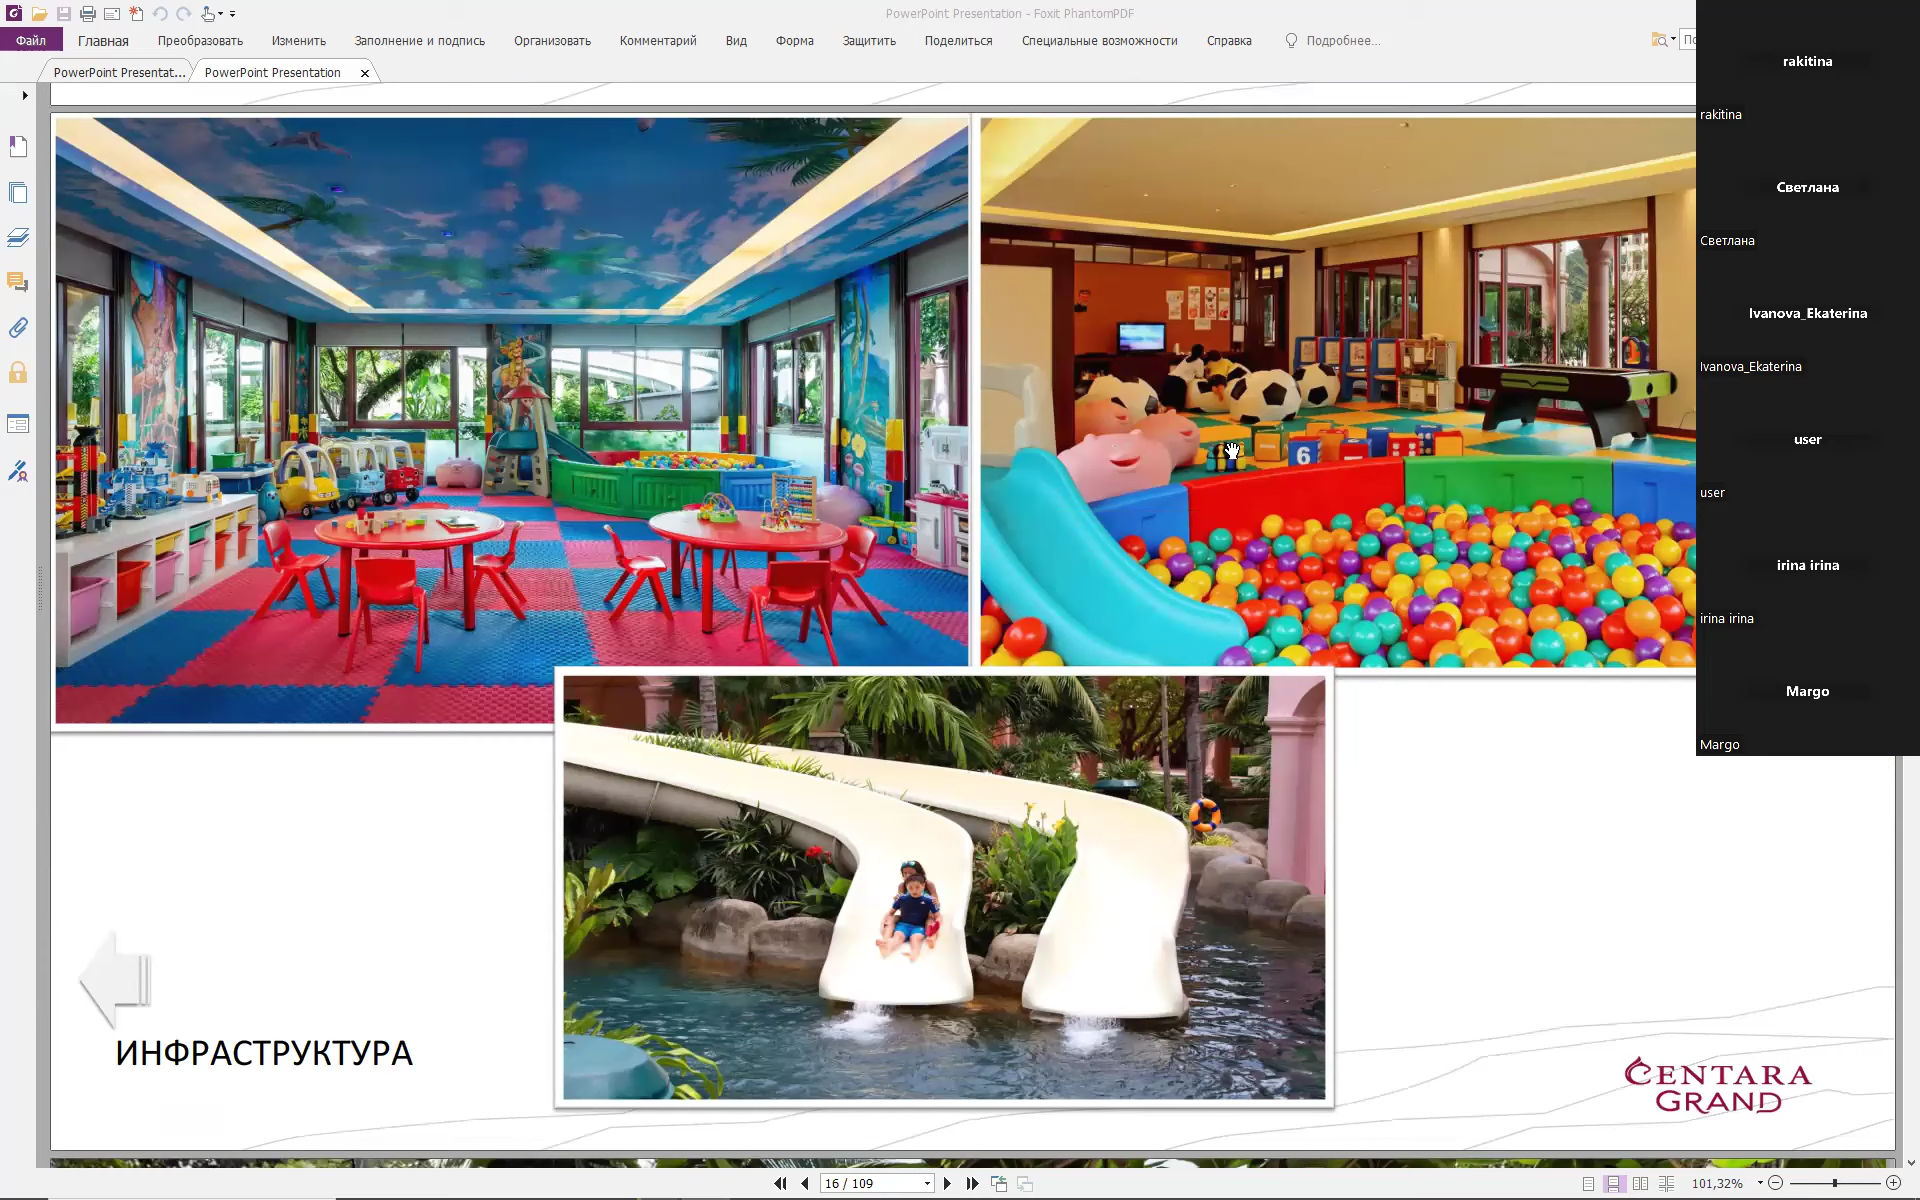 PowerPoint Presentation - Foxit PhantomPDF
Файл Главная Преобразовать Изменить Заполнение и подпись Организовать Комментарий Вид Форма Защитить Поделиться Специальные возможности Справка Подробнее...
PowerPoint Presentat... PowerPoint Presentation
rakitina
rakitina
Светлана
Светлана
Ivanova_Ekaterina
Ivanova_Ekaterina
user
user
irina irina
irina irina
Margo
Margo
6
ИНФРАСТРУКТУРА
CENTARA
GRAND
16 / 109
101,32%